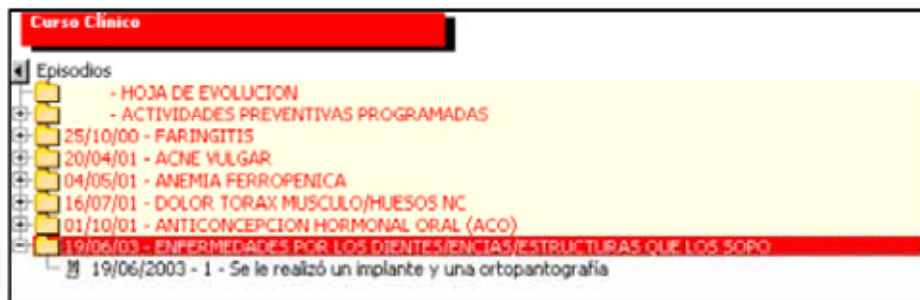 Curso Clínico
Episodios
- HOJA DE EVOLUCION
- ACTIVIDADES PREVENTIVAS PROGRAMADAS
25/10/00 - FARINGITIS
20/04/01 - ACNE VULGAR
04/05/01 - ANEMIA FERROPENICA
16/07/01 - DOLOR TORAX MUSCULO/HUESOS NC
01/10/01 - ANTICONCEPCION HORMONAL ORAL (ACO)
19/06/03 - ENFERMEDADES POR LOS DIENTES/ENCIAS/ESTRUCTURAS QUE LOS SOPO
19/06/2003 - 1 - Se le realizó un implante y una ortopantografía